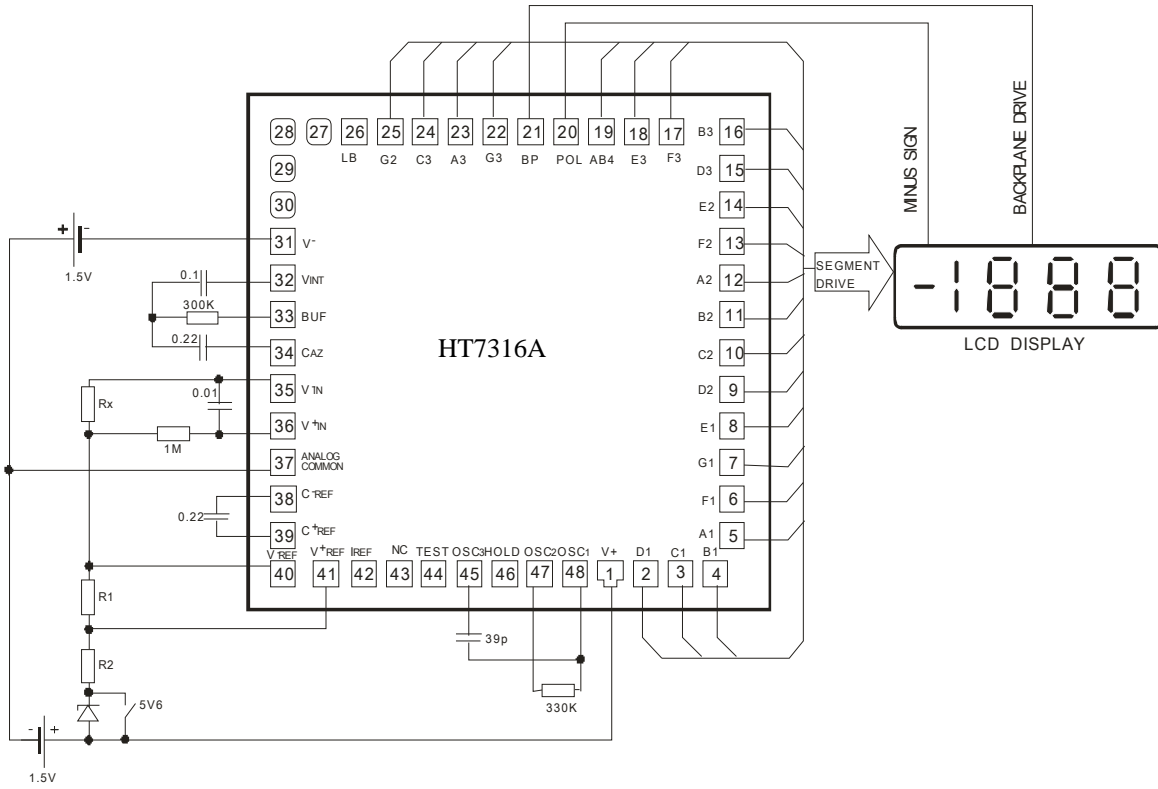 28 27 26 25 24 23 22 21 20 19 18 17
LB G2 C3 A3 G3 BP POL AB4 E3 F3
29
30
31 V-
32 VINT
33 BUF
34 CAZ
35 V-IN
36 V+IN
37 ANALOG
COMMON
38 C-REF
39 C+REF
V-REF V+REF IREF NC TEST OSC3 HOLD OSC2 OSC1 V+ D1 C1 B1
40 41 42 43 44 45 46 47 48 1 2 3 4
B3 16
D3 15
E2 14
F2 13
A2 12
B2 11
C2 10
D2 9
E1 8
G1 7
F1 6
A1 5
HT7316A
+ -
1.5V
0.1
300K
0.22
Rx
0.01
1M
0.22
R1
R2
5V6
- +
1.5V
39p
330K
MINUS SIGN
BACKPLANE DRIVE
SEGMENT
DRIVE
-1888
LCD DISPLAY